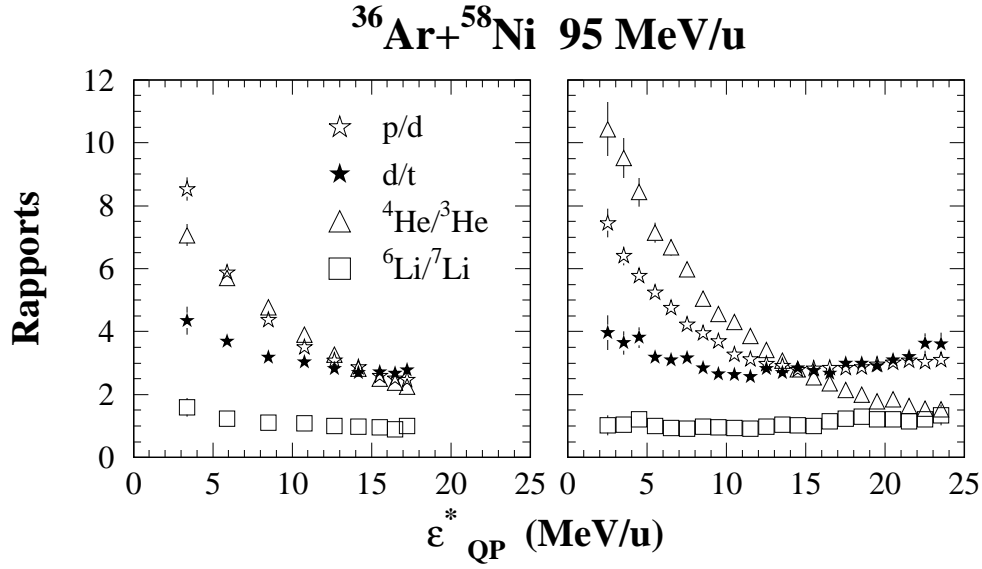 ³⁶Ar+⁵⁸Ni 95 MeV/u
Rapports
12
10
8
6
4
2
0
p/d
d/t
⁴He/³He
⁶Li/⁷Li
0 5 10 15 20 25
0 5 10 15 20 25
ε*QP (MeV/u)